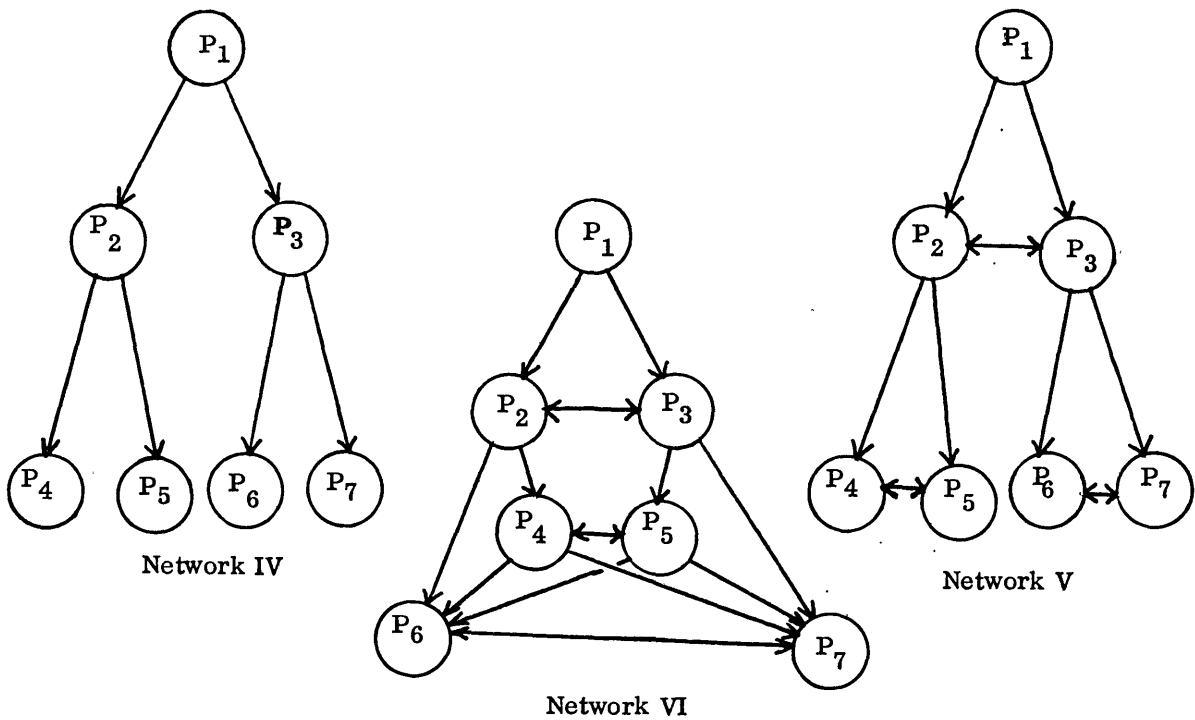 P1
P2
P3
P4
P5
P6
P7
Network IV
P1
P2
P3
P4
P5
P6
P7
Network VI
P1
P2
P3
P4
P5
P6
P7
Network V